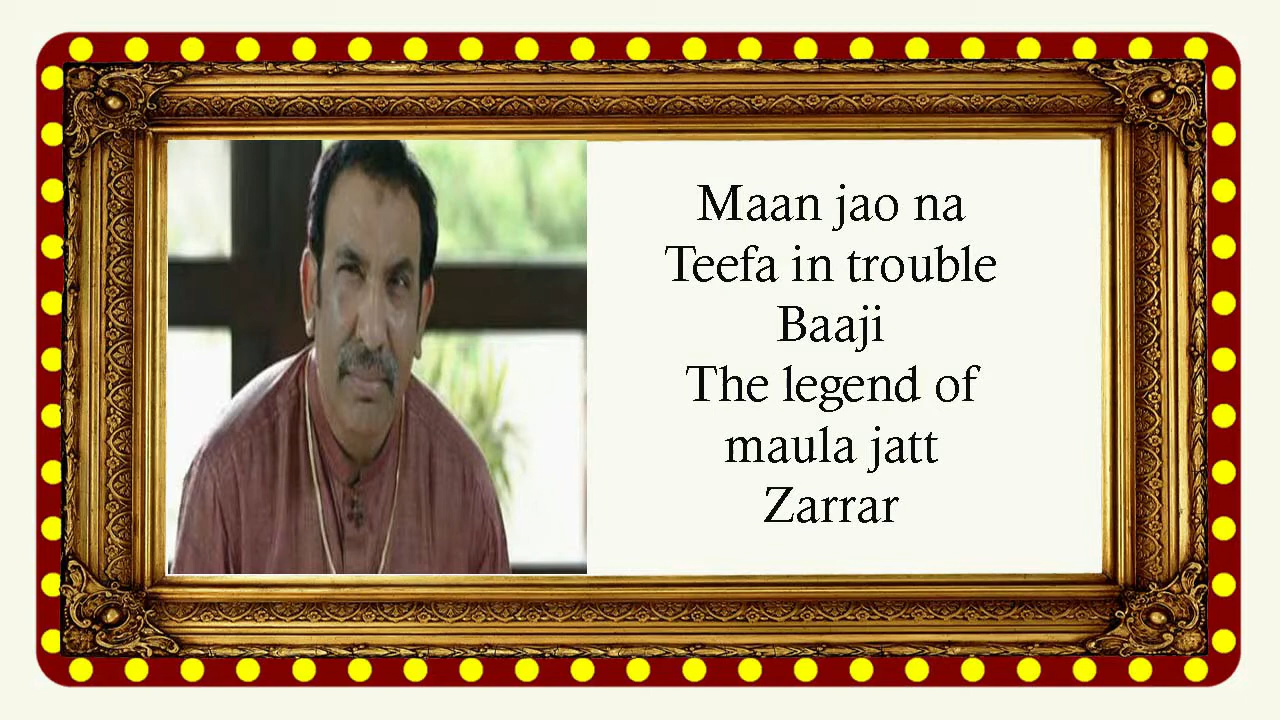 Maan jao na
Teefa in trouble
Baaji
The legend of
maula jatt
Zarrar